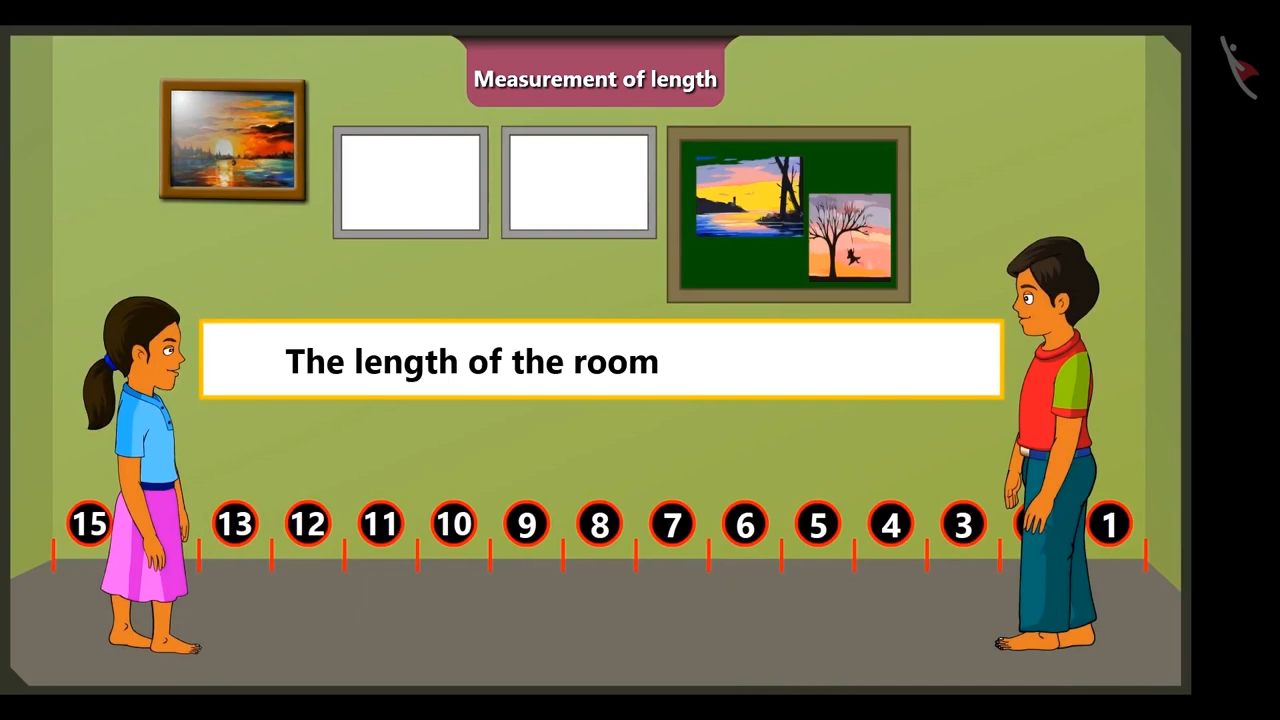 Measurement of length
The length of the room
15 13 12 11 10 9 8 7 6 5 4 3 1